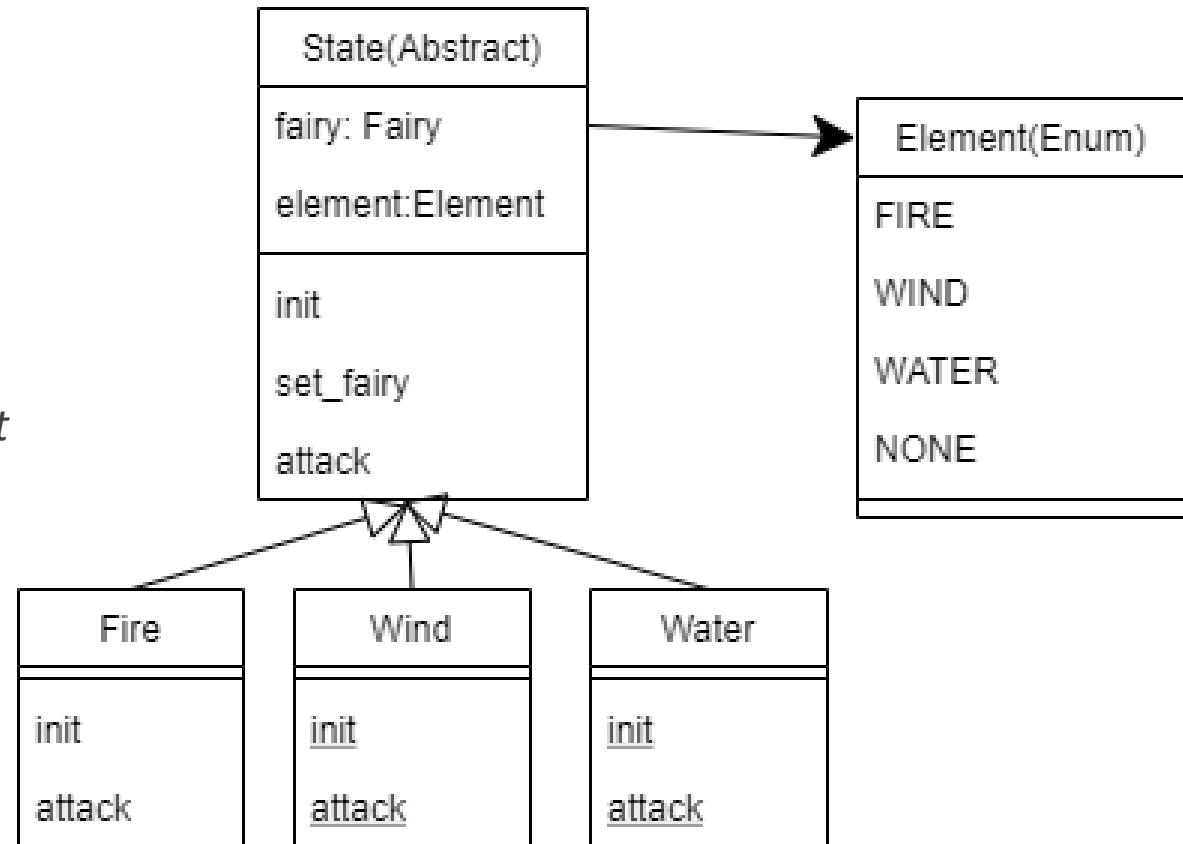 State(Abstract)
fairy: Fairy
element:Element
init
set_fairy
attack
Element(Enum)
FIRE
WIND
WATER
NONE
t
Fire
init
attack
Wind
init
attack
Water
init
attack